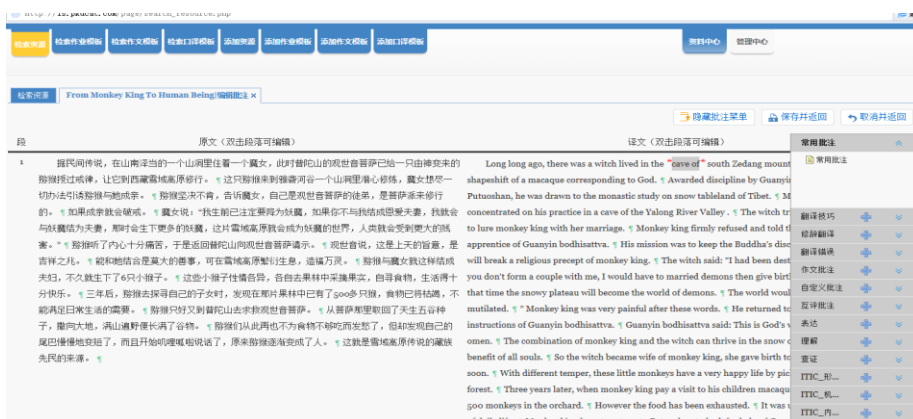 http://is.pkucat.com/page/search_resource.php
检索资源 检索作业模板 检索作文模板 检索口译模板 添加资源 添加作业模板 添加作文模板 添加口译模板 资料中心 管理中心
检索资源 From Monkey King To Human Being|编辑批注 ×
隐藏批注菜单 保存并返回 取消并返回
段 原文（双击段落可编辑） 译文（双击段落可编辑）
1
据民间传说，在山南泽当的一个山洞里住着一个魔女，此时普陀山的观世音菩萨已给一只由神变来的
猕猴授过戒律，让它到西藏雪域高原修行。¶ 这只猕猴来到雅砻河谷一个山洞里潜心修炼，魔女想尽一
切办法引诱猕猴与她成亲。¶ 猕猴坚决不肯，告诉魔女，自己是观世音菩萨的徒弟，是菩萨派来修行
的。¶ 如果成亲就会破戒。¶ 魔女说：“我生前已注定要降为妖魔，如果你不与我结成恩爱夫妻，我就会
与妖魔结为夫妻，那时会生下更多的妖魔，这片雪域高原就会成为妖魔的世界，人类就会受到更大的残
害。” ¶ 猕猴听了内心十分痛苦，于是返回普陀山向观世音菩萨请示。¶ 观世音说，这是上天的旨意，是
吉祥之兆。¶ 能和她结合是莫大的善事，可在雪域高原繁衍生息，造福万灵。¶ 猕猴与魔女就这样结成
夫妇，不久就生下了6只小猴子。¶ 这些小猴子性情各异，各自去果林中采摘果实，自寻食物，生活得十
分快乐。¶ 三年后，猕猴去探寻自己的子女时，发现在那片果林中已有了500多只猴，食物已将枯竭，不
能满足日常生活的需要。¶ 猕猴只好又到普陀山去求救观世音菩萨。¶ 从菩萨那里取回了天生五谷种
子，撒向大地，满山遍野便长满了谷物。¶ 猕猴们从此再也不为食物不够吃而发愁了，但却发现自己的
尾巴慢慢地变短了，而且开始叽哩呱啦说话了，原来猕猴逐渐变成了人。¶ 这就是雪域高原传说的藏族
先民的来源。¶
Long long ago, there was a witch lived in the "cave of" south Zedang mount
shapeshift of a macaque corresponding to God. ¶ Awarded discipline by Guanyi
Putuoshan, he was drawn to the monastic study on snow tableland of Tibet. ¶ M
concentrated on his practice in a cave of the Yalong River Valley . ¶ The witch tr
to lure monkey king with her marriage. ¶ Monkey king firmly refused and told t
apprentice of Guanyin bodhisattva. ¶ His mission was to keep the Buddha's disc
will break a religious precept of monkey king. ¶ The witch said: "I had been dest
you don't form a couple with me, I would have to married demons then give birt
that time the snowy plateau will become the world of demons. ¶ The world woul
mutilated. ¶ " Monkey king was very painful after these words. ¶ He returned to
instructions of Guanyin bodhisattva. ¶ Guanyin bodhisattva said: This is God's v
omen. ¶ The combination of monkey king and the witch can thrive in the snow o
benefit of all souls. ¶ So the witch became wife of monkey king, she gave birth to
soon. ¶ With different temper, these little monkeys have a very happy life by pic
forest. ¶ Three years later, when monkey king pay a visit to his children macaqu
500 monkeys in the orchard. ¶ However the food has been exhausted. ¶ It was u
常用批注
常用批注
翻译技巧
修辞翻译
翻译错误
作文批注
自定义批注
互评批注
表达
理解
查证
ITIC_形...
ITIC_机...
ITIC_内...